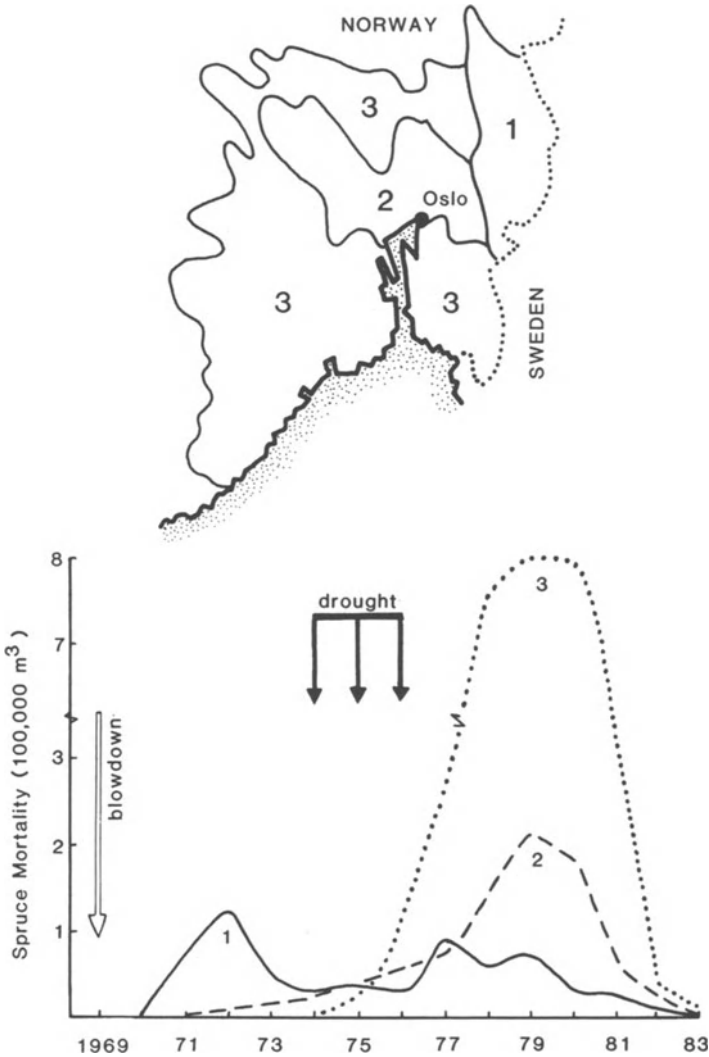 NORWAY
3
1
2
Oslo
3
3
SWEDEN
Spruce Mortality (100,000 m³)
8
7
3
2
1
blowdown
drought
1
2
3
1969 71 73 75 77 79 81 83